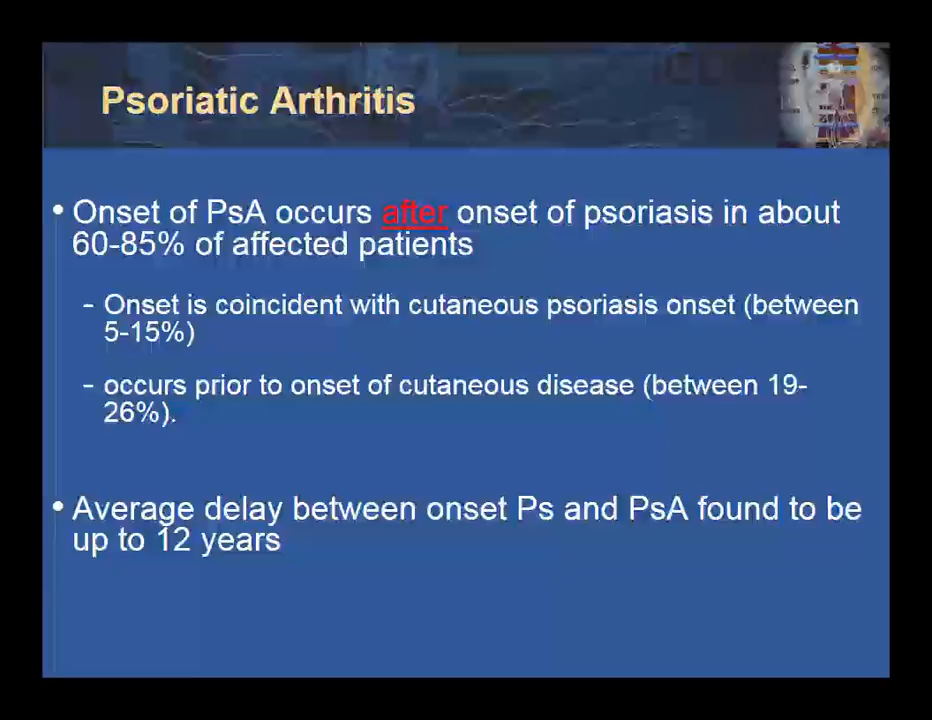 Psoriatic Arthritis
• Onset of PsA occurs after onset of psoriasis in about
60-85% of affected patients
- Onset is coincident with cutaneous psoriasis onset (between
5-15%)
- occurs prior to onset of cutaneous disease (between 19-
26%).
• Average delay between onset Ps and PsA found to be
up to 12 years